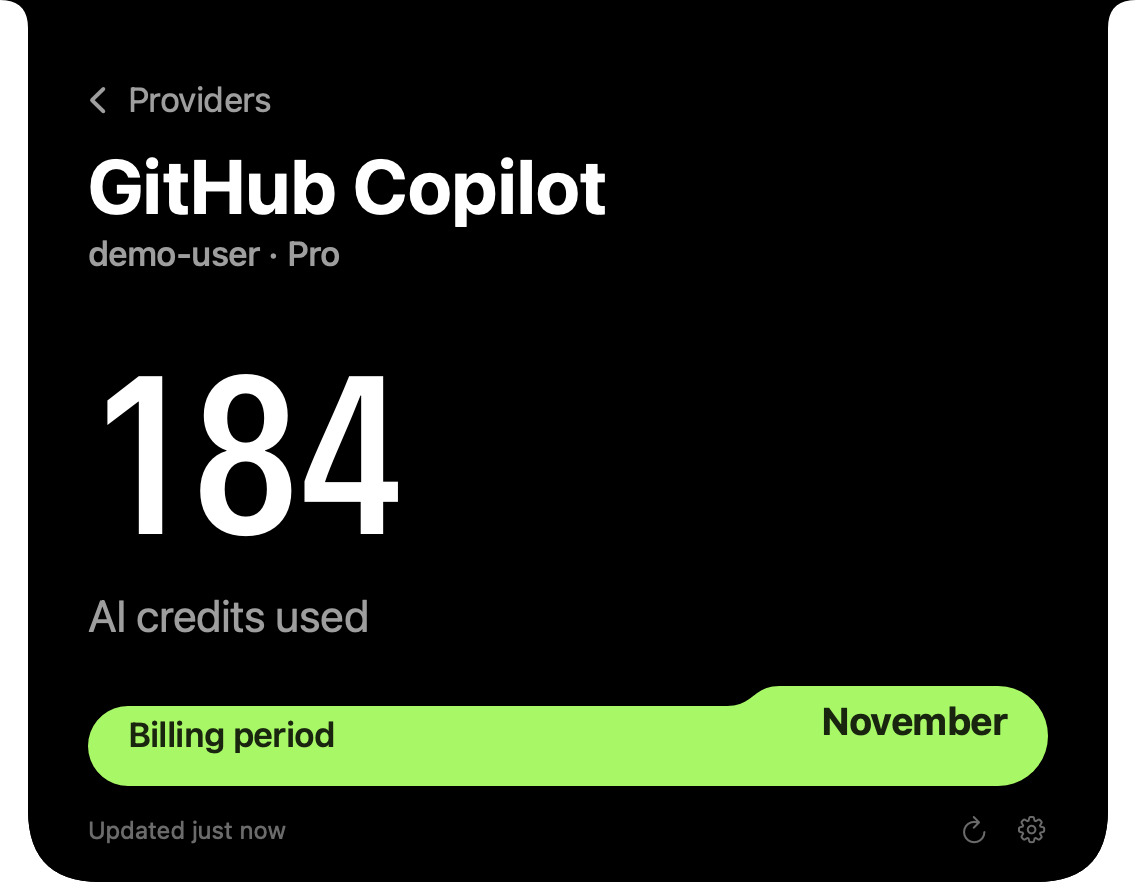 Providers
GitHub Copilot
demo-user · Pro
184
AI credits used
Billing period
November
Updated just now